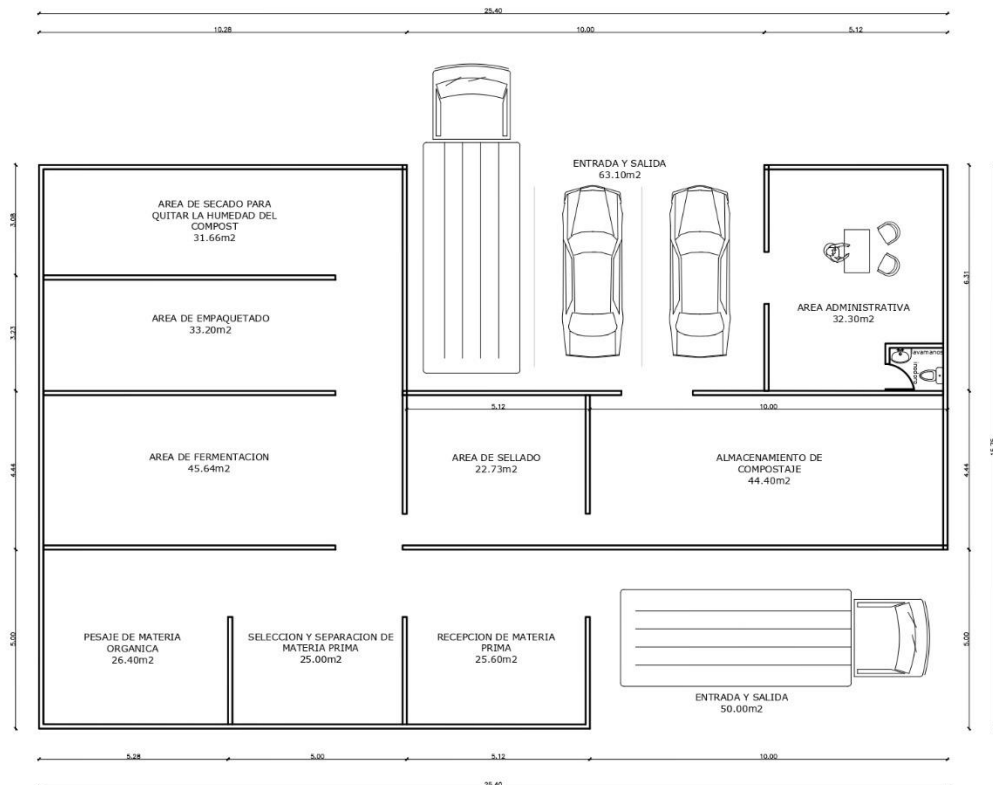 25.40
10.28
10.00
5.12
ENTRADA Y SALIDA
63.10m2
AREA DE SECADO PARA
QUITAR LA HUMEDAD DEL
COMPOST
31.66m2
3.08
6.31
AREA ADMINISTRATIVA
32.30m2
AREA DE EMPAQUETADO
33.20m2
3.23
avamanos
inodoro
5.12
10.00
AREA DE FERMENTACION
45.64m2
AREA DE SELLADO
22.73m2
ALMACENAMIENTO DE
COMPOSTAJE
44.40m2
4.44
4.44
PESAJE DE MATERIA
ORGANICA
26.40m2
SELECCION Y SEPARACION DE
MATERIA PRIMA
25.00m2
RECEPCION DE MATERIA
PRIMA
25.60m2
5.00
5.00
ENTRADA Y SALIDA
50.00m2
5.28
5.00
5.12
10.00
25.40